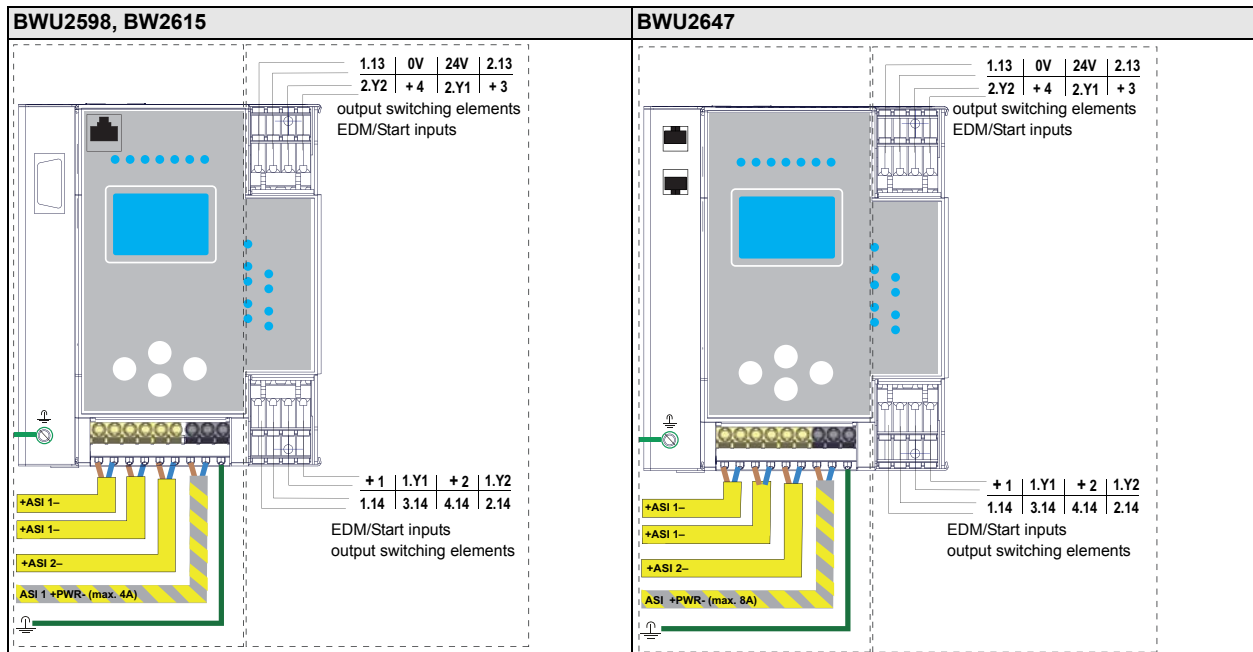 BWU2598, BW2615
1.13 | 0V | 24V | 2.13
2.Y2 | + 4 | 2.Y1 | + 3
output switching elements
EDM/Start inputs
+ 1 | 1.Y1 | + 2 | 1.Y2
1.14 | 3.14 | 4.14 | 2.14
EDM/Start inputs
output switching elements
+ASI 1–
+ASI 1–
+ASI 2–
ASI 1 +PWR- (max. 4A)
BWU2647
1.13 | 0V | 24V | 2.13
2.Y2 | + 4 | 2.Y1 | + 3
output switching elements
EDM/Start inputs
+ 1 | 1.Y1 | + 2 | 1.Y2
1.14 | 3.14 | 4.14 | 2.14
EDM/Start inputs
output switching elements
+ASI 1–
+ASI 1–
+ASI 2–
ASI +PWR- (max. 8A)